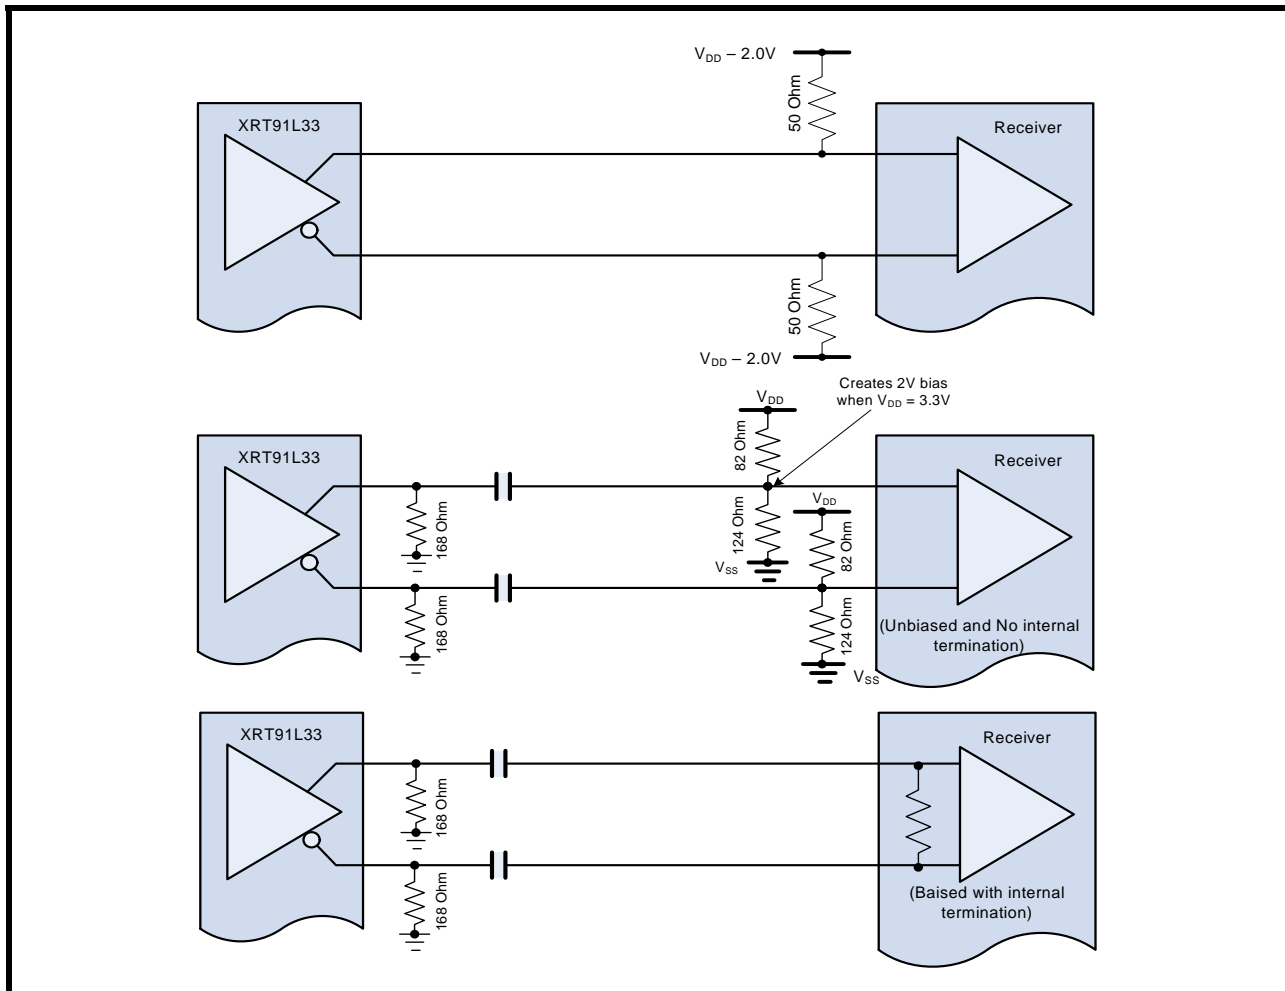 V_DD – 2.0V
50 Ohm
XRT91L33
Receiver
50 Ohm
V_DD – 2.0V
Creates 2V bias
when V_DD = 3.3V
V_DD
82 Ohm
XRT91L33
Receiver
168 Ohm
124 Ohm
V_DD
82 Ohm
V_SS
168 Ohm
124 Ohm
(Unbiased and No internal
termination)
V_SS
XRT91L33
Receiver
168 Ohm
168 Ohm
(Baised with internal
termination)